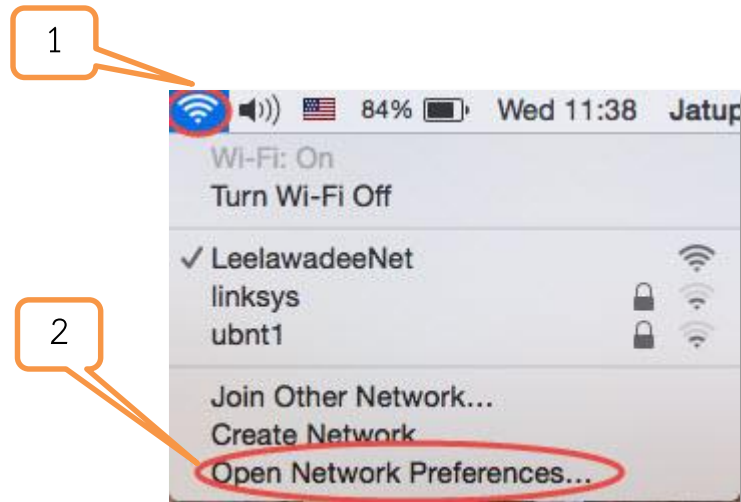 1
84% Wed 11:38 Jatup
Wi-Fi: On
Turn Wi-Fi Off
LeelawadeeNet
linksys
ubnt1
2
Join Other Network...
Create Network
Open Network Preferences...